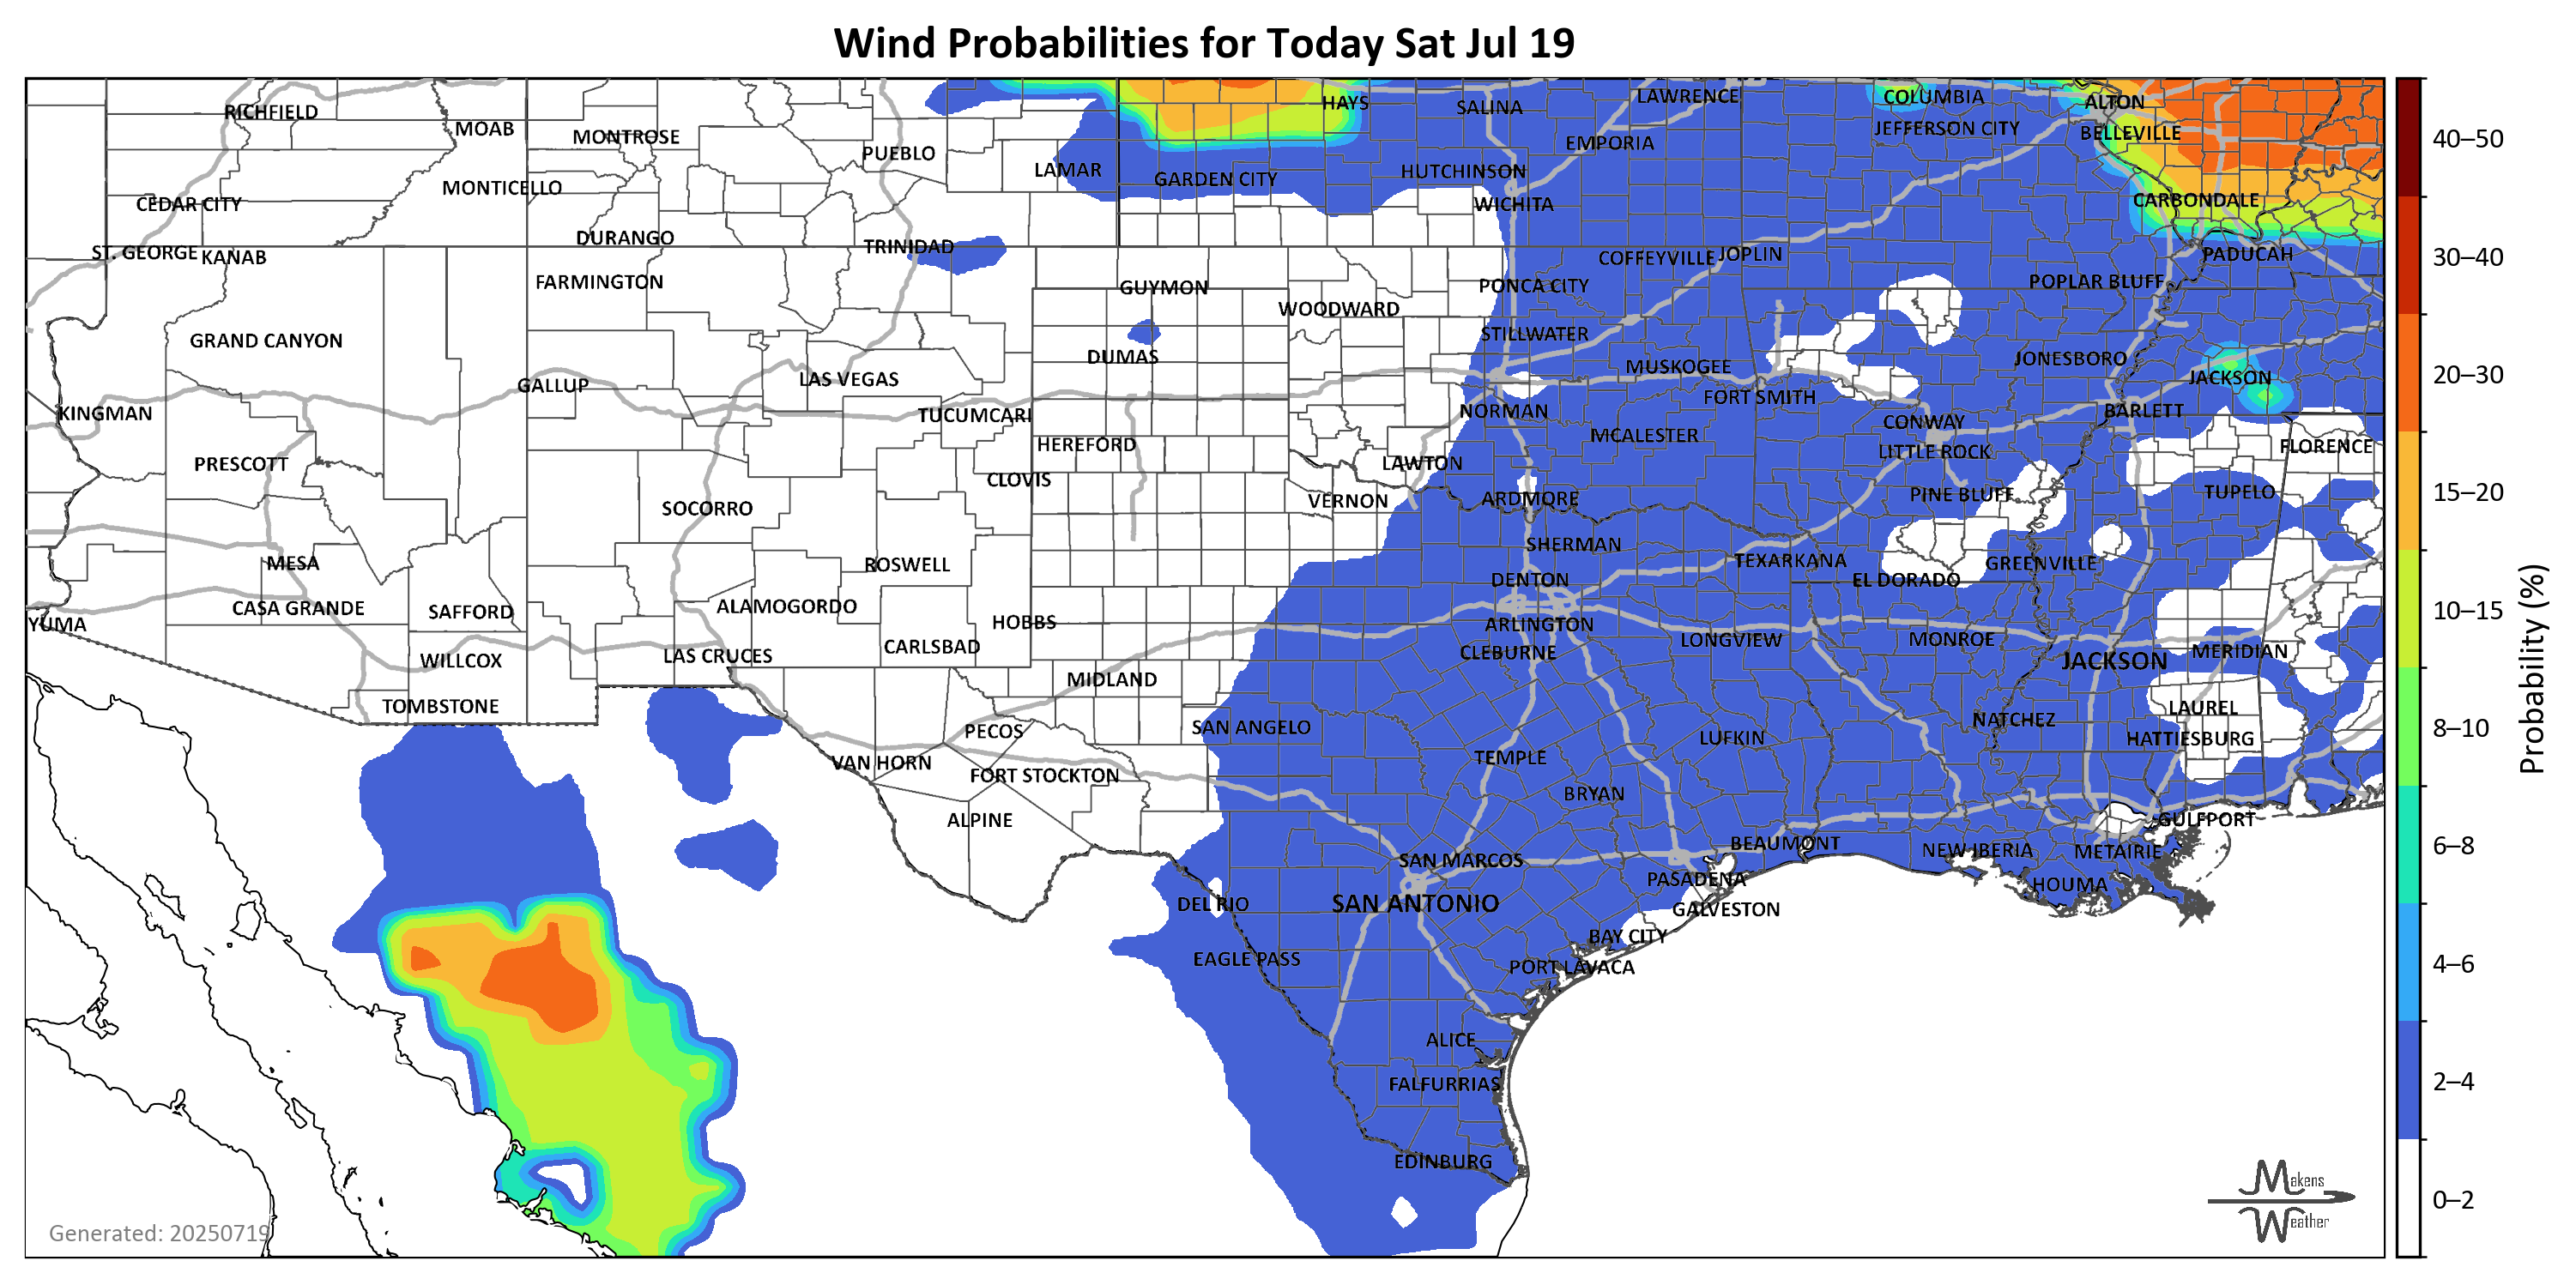 Wind Probabilities for Today Sat Jul 19
RICHFIELD
MOAB
MONTROSE
PUEBLO
LAMAR
HAYS
SALINA
LAWRENCE
COLUMBIA
ALTON
EMPORIA
JEFFERSON CITY
BELLEVILLE
MONTICELLO
GARDEN CITY
HUTCHINSON
CEDAR CITY
WICHITA
CARBONDALE
DURANGO
TRINIDAD
ST. GEORGE
KANAB
COFFEYVILLE
JOPLIN
PADUCAH
FARMINGTON
GUYMON
PONCA CITY
POPLAR BLUFF
WOODWARD
GRAND CANYON
STILLWATER
DUMAS
MUSKOGEE
JONESBORO
GALLUP
LAS VEGAS
JACKSON
FORT SMITH
KINGMAN
TUCUMCARI
NORMAN
BARLETT
CONWAY
HEREFORD
MCALESTER
FLORENCE
PRESCOTT
LAWTON
LITTLE ROCK
CLOVIS
SOCORRO
VERNON
ARDMORE
PINE BLUFF
TUPELO
SHERMAN
MESA
ROSWELL
TEXARKANA
GREENVILLE
DENTON
EL DORADO
CASA GRANDE
SAFFORD
ALAMOGORDO
YUMA
HOBBS
ARLINGTON
WILLCOX
LAS CRUCES
CARLSBAD
CLEBURNE
LONGVIEW
MONROE
JACKSON
MERIDIAN
MIDLAND
TOMBSTONE
LAUREL
PECOS
SAN ANGELO
NATCHEZ
HATTIESBURG
LUFKIN
VAN HORN
FORT STOCKTON
TEMPLE
BRYAN
ALPINE
GULFPORT
SAN MARCOS
BEAUMONT
NEW IBERIA
METAIRIE
PASADENA
HOUMA
DEL RIO
SAN ANTONIO
GALVESTON
BAY CITY
EAGLE PASS
PORT LAVACA
ALICE
FALFURRIAS
EDINBURG
Generated: 20250719
Makens
Weather
40–50
30–40
20–30
15–20
10–15
8–10
6–8
4–6
2–4
0–2
Probability (%)